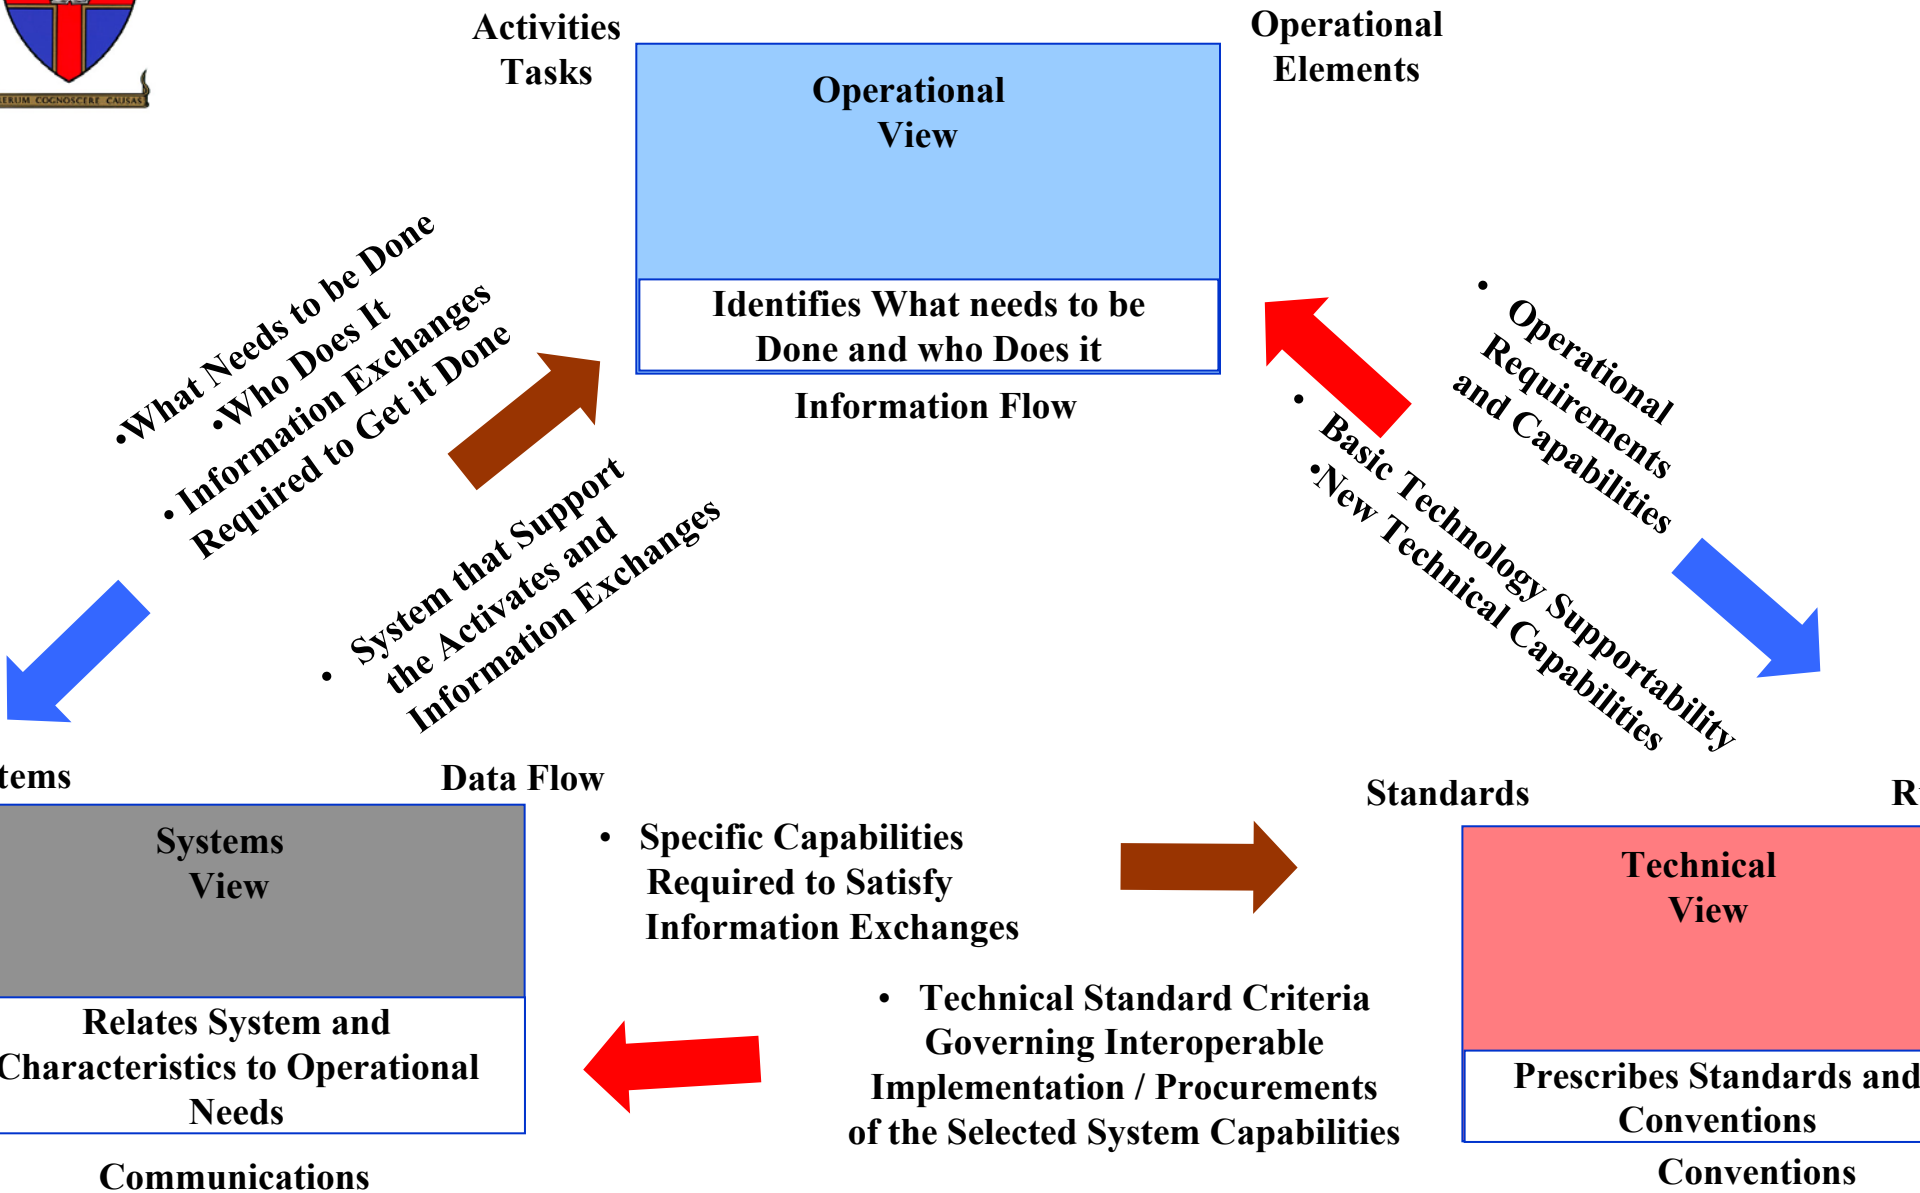 RERUM COGNOSCERE CAUSAS
Activities
Tasks
Operational
Elements
Operational
View
Identifies What needs to be
Done and who Does it
Information Flow
•What Needs to be Done
•Who Does It
• Information Exchanges
Required to Get it Done
• System that Support
the Activates and
Information Exchanges
• Operational
Requirements
and Capabilities
• Basic Technology Supportability
•New Technical Capabilities
Data Flow
Systems
View
Relates System and
Characteristics to Operational
Needs
Communications
• Specific Capabilities
Required to Satisfy
Information Exchanges
• Technical Standard Criteria
Governing Interoperable
Implementation / Procurements
of the Selected System Capabilities
Standards
Technical
View
Prescribes Standards and
Conventions
Conventions